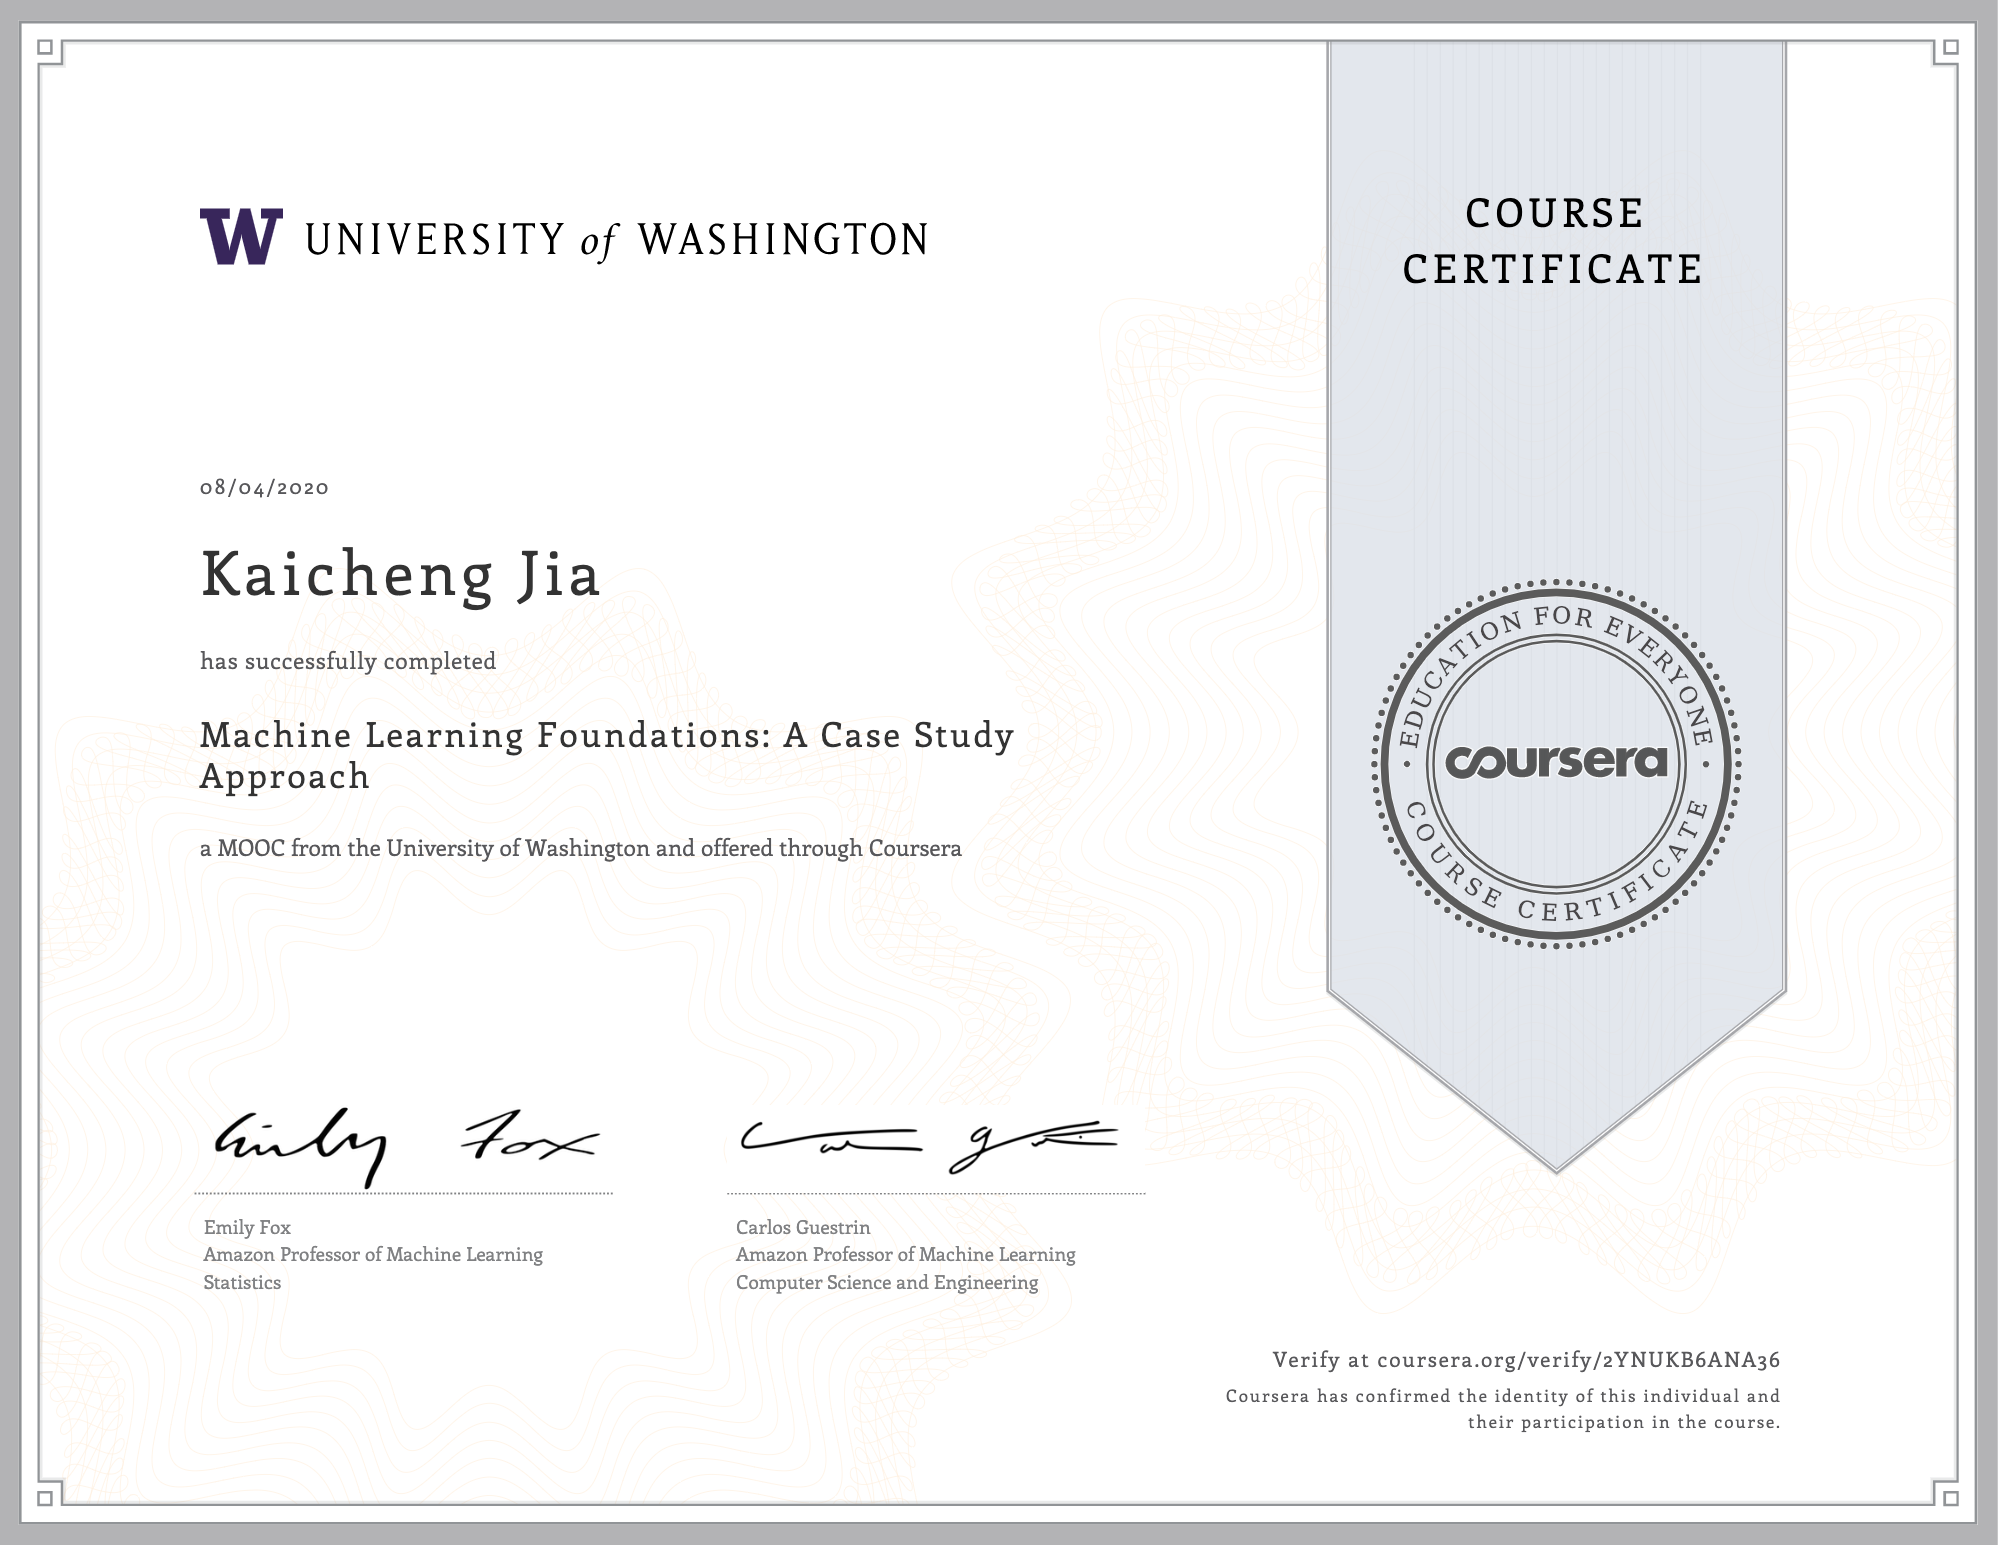 W UNIVERSITY of WASHINGTON
COURSE
CERTIFICATE
08/04/2020
Kaicheng Jia
has successfully completed
Machine Learning Foundations: A Case Study
Approach
a MOOC from the University of Washington and offered through Coursera
EDUCATION FOR EVERYONE
coursera
COURSE CERTIFICATE
Emily Fox
Emily Fox
Amazon Professor of Machine Learning
Statistics
Carlos Guestrin
Amazon Professor of Machine Learning
Computer Science and Engineering
Verify at coursera.org/verify/2YNUKB6ANA36
Coursera has confirmed the identity of this individual and
their participation in the course.